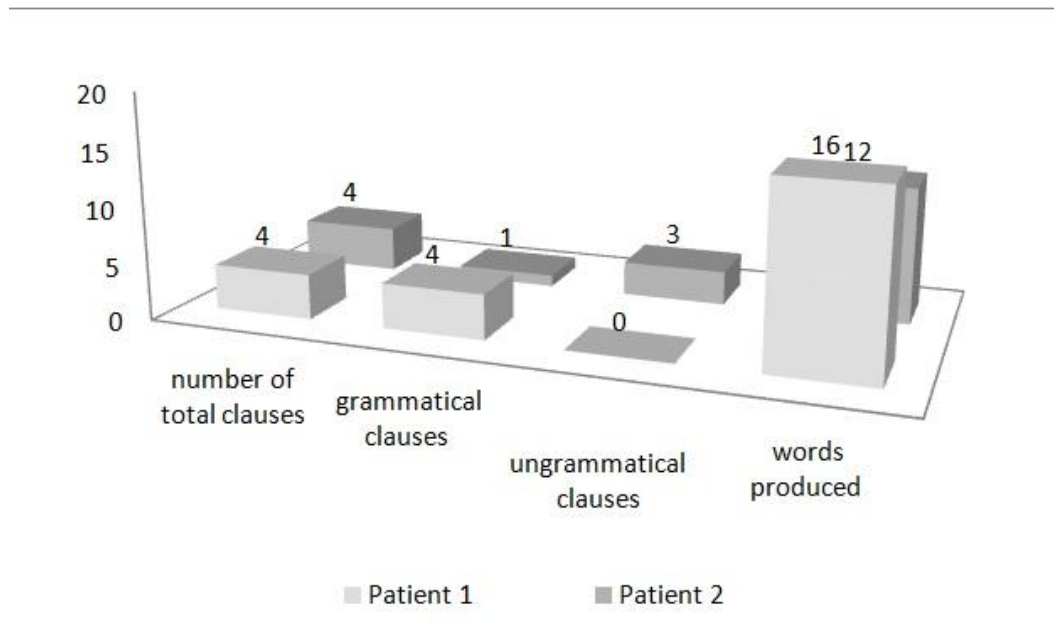 20
15
10
5
0
4
4
4
1
0
3
16
12
number of
total clauses
grammatical
clauses
ungrammatical
clauses
words
produced
Patient 1
Patient 2